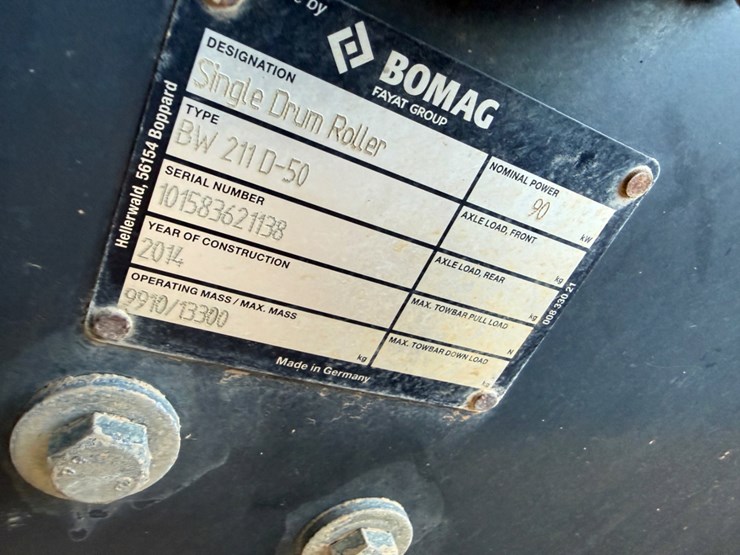 by
BOMAG
FAYAT GROUP
Hellerwald, 56154 Boppard
DESIGNATION
Single Drum Roller
TYPE
BW 211 D-50
SERIAL NUMBER
101583621138
YEAR OF CONSTRUCTION
2014
OPERATING MASS / MAX. MASS
9910/13300
kg
NOMINAL POWER
90
kW
AXLE LOAD, FRONT
kg
AXLE LOAD, REAR
kg
MAX. TOWBAR PULL LOAD
N
MAX. TOWBAR DOWN LOAD
kg
008 330 21
Made in Germany